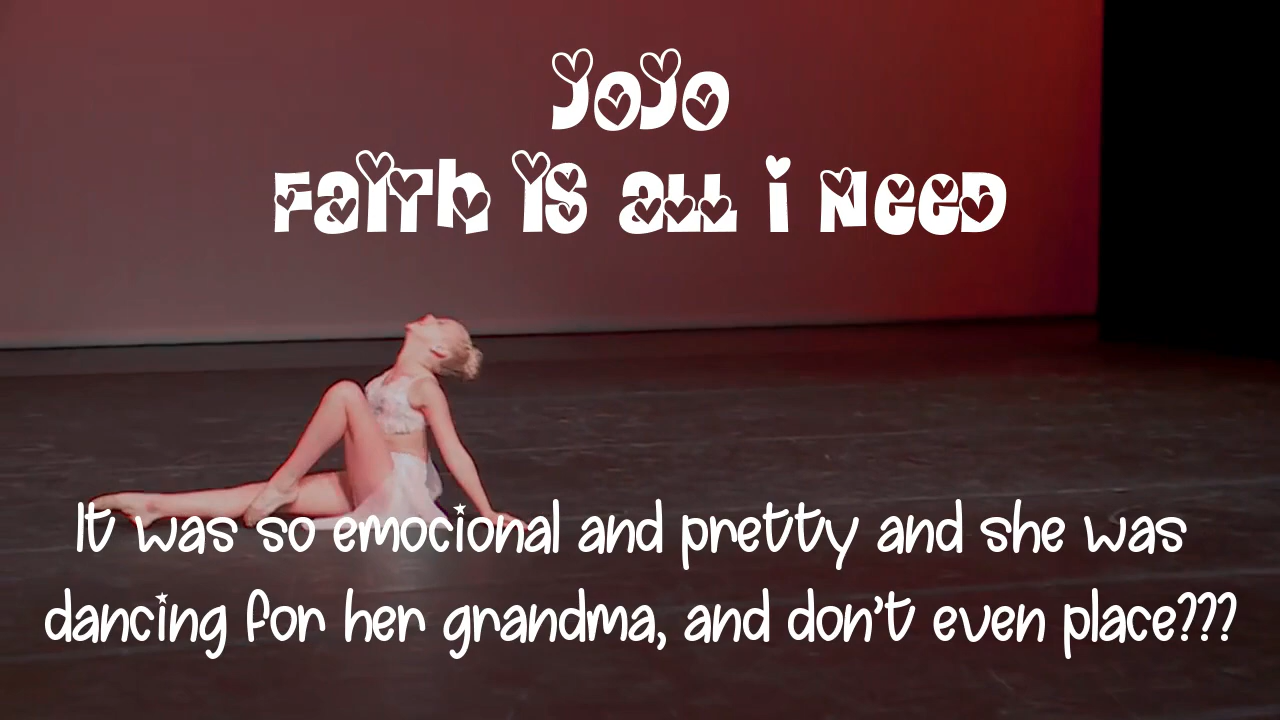 JoJo
Faith is all i Need
It was so emocional and pretty and she was
dancing for her grandma, and don't even place???